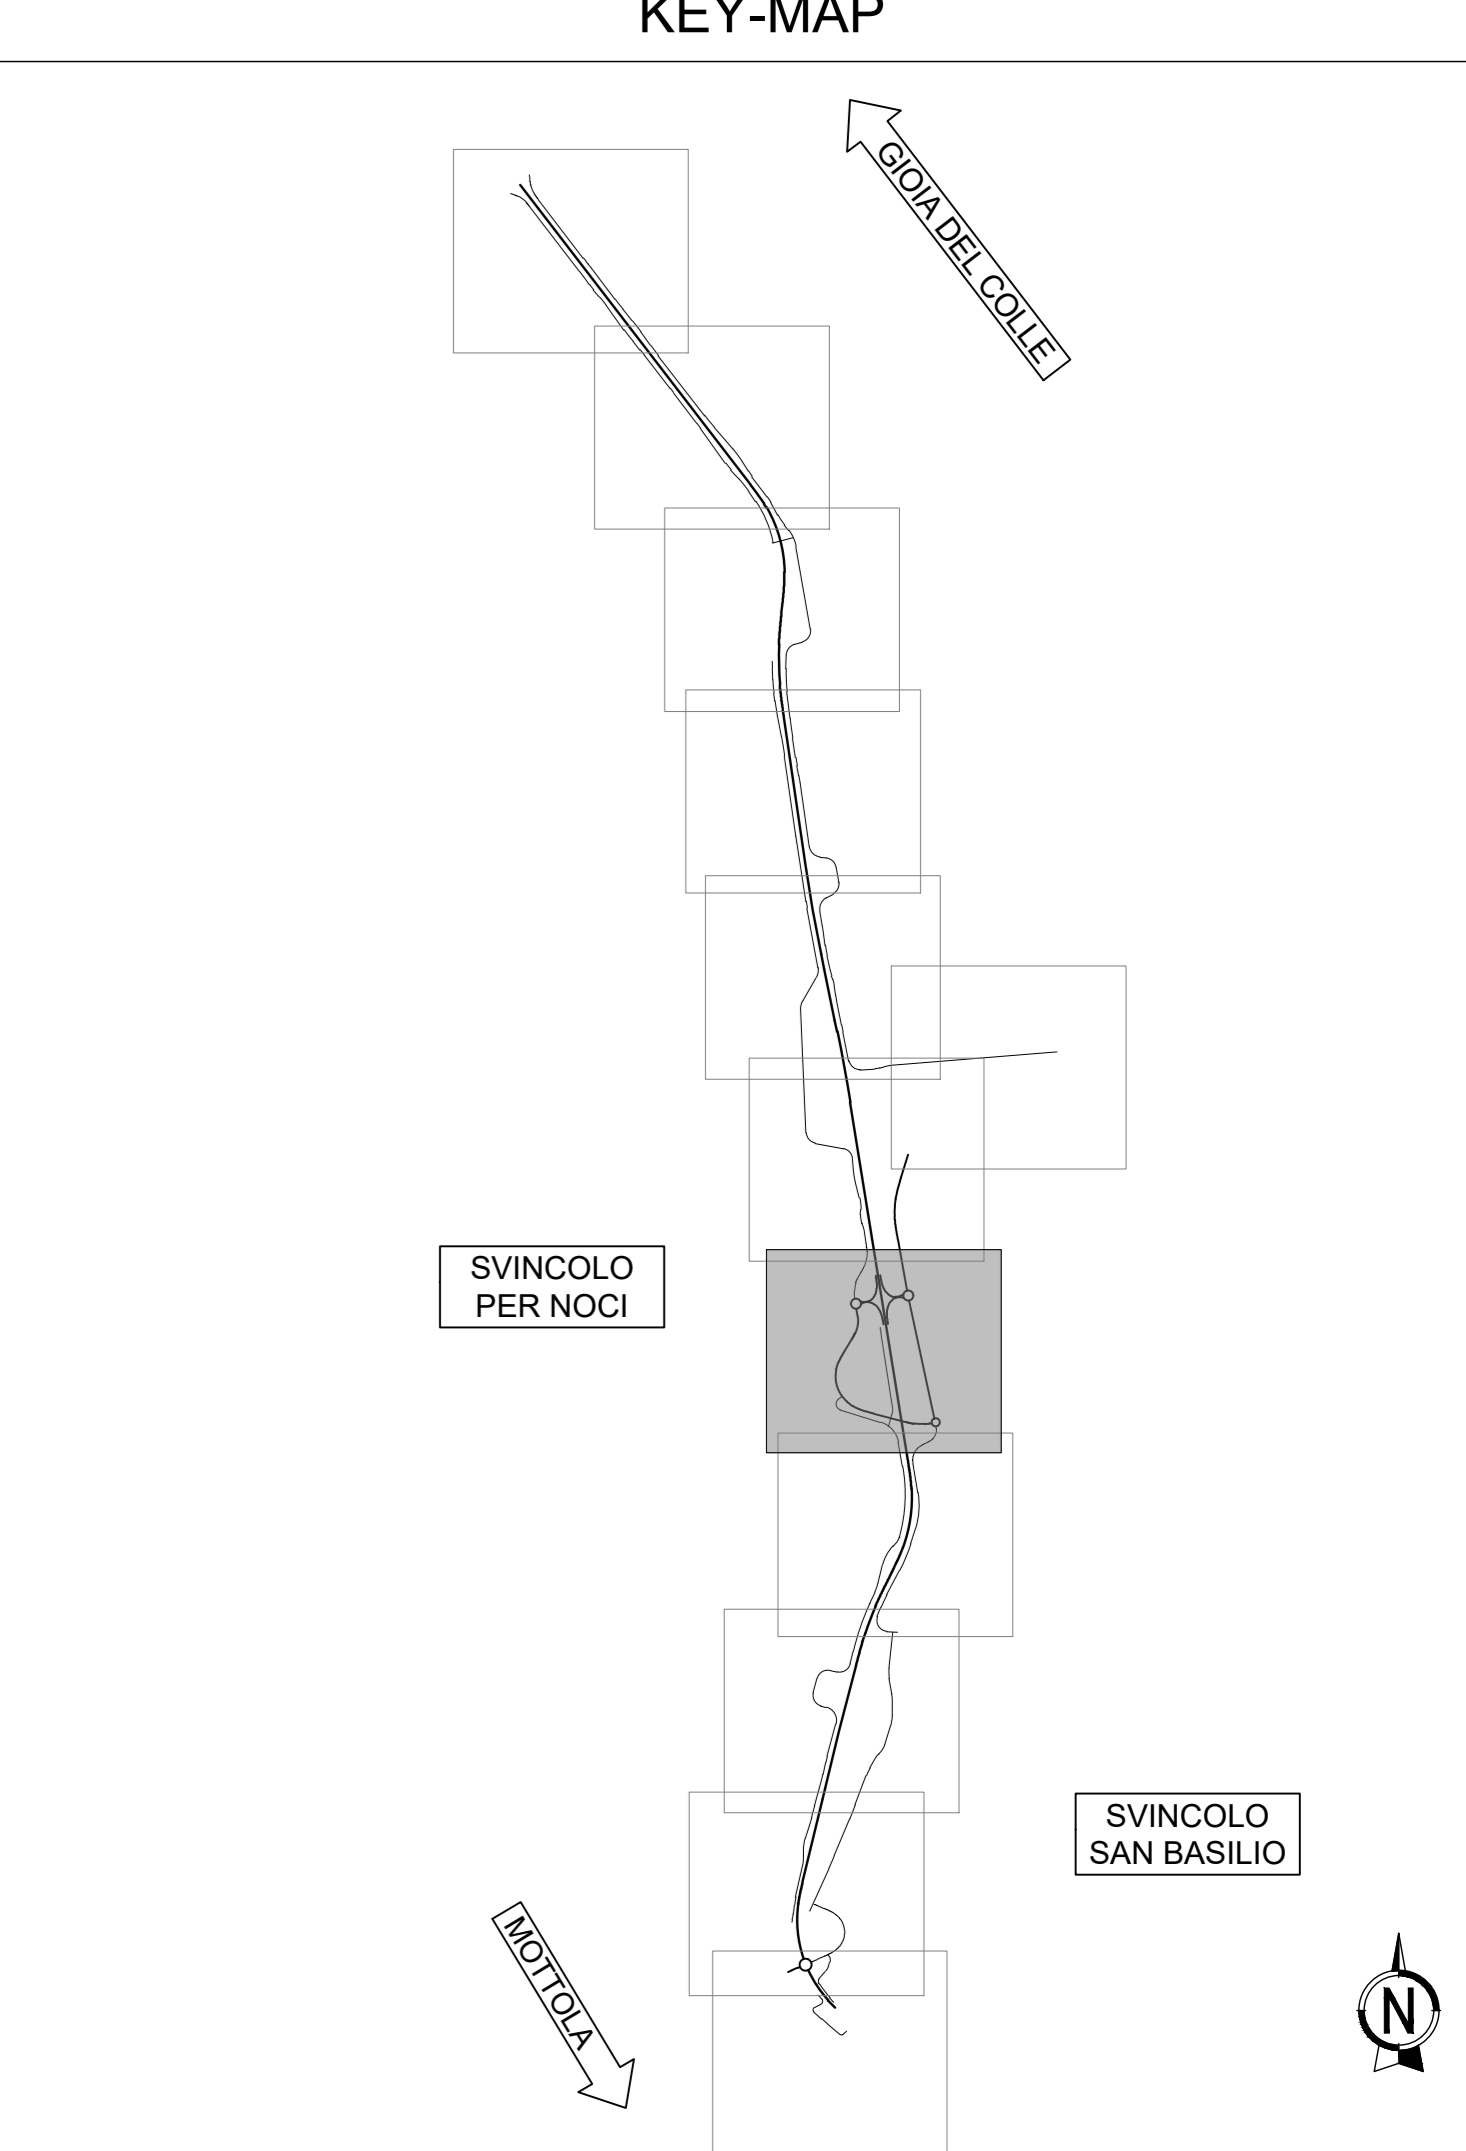 KEY-MAP
GIOIA DEL COLLE
SVINCOLO
PER NOCI
SVINCOLO
SAN BASILIO
MOTTOLA
N